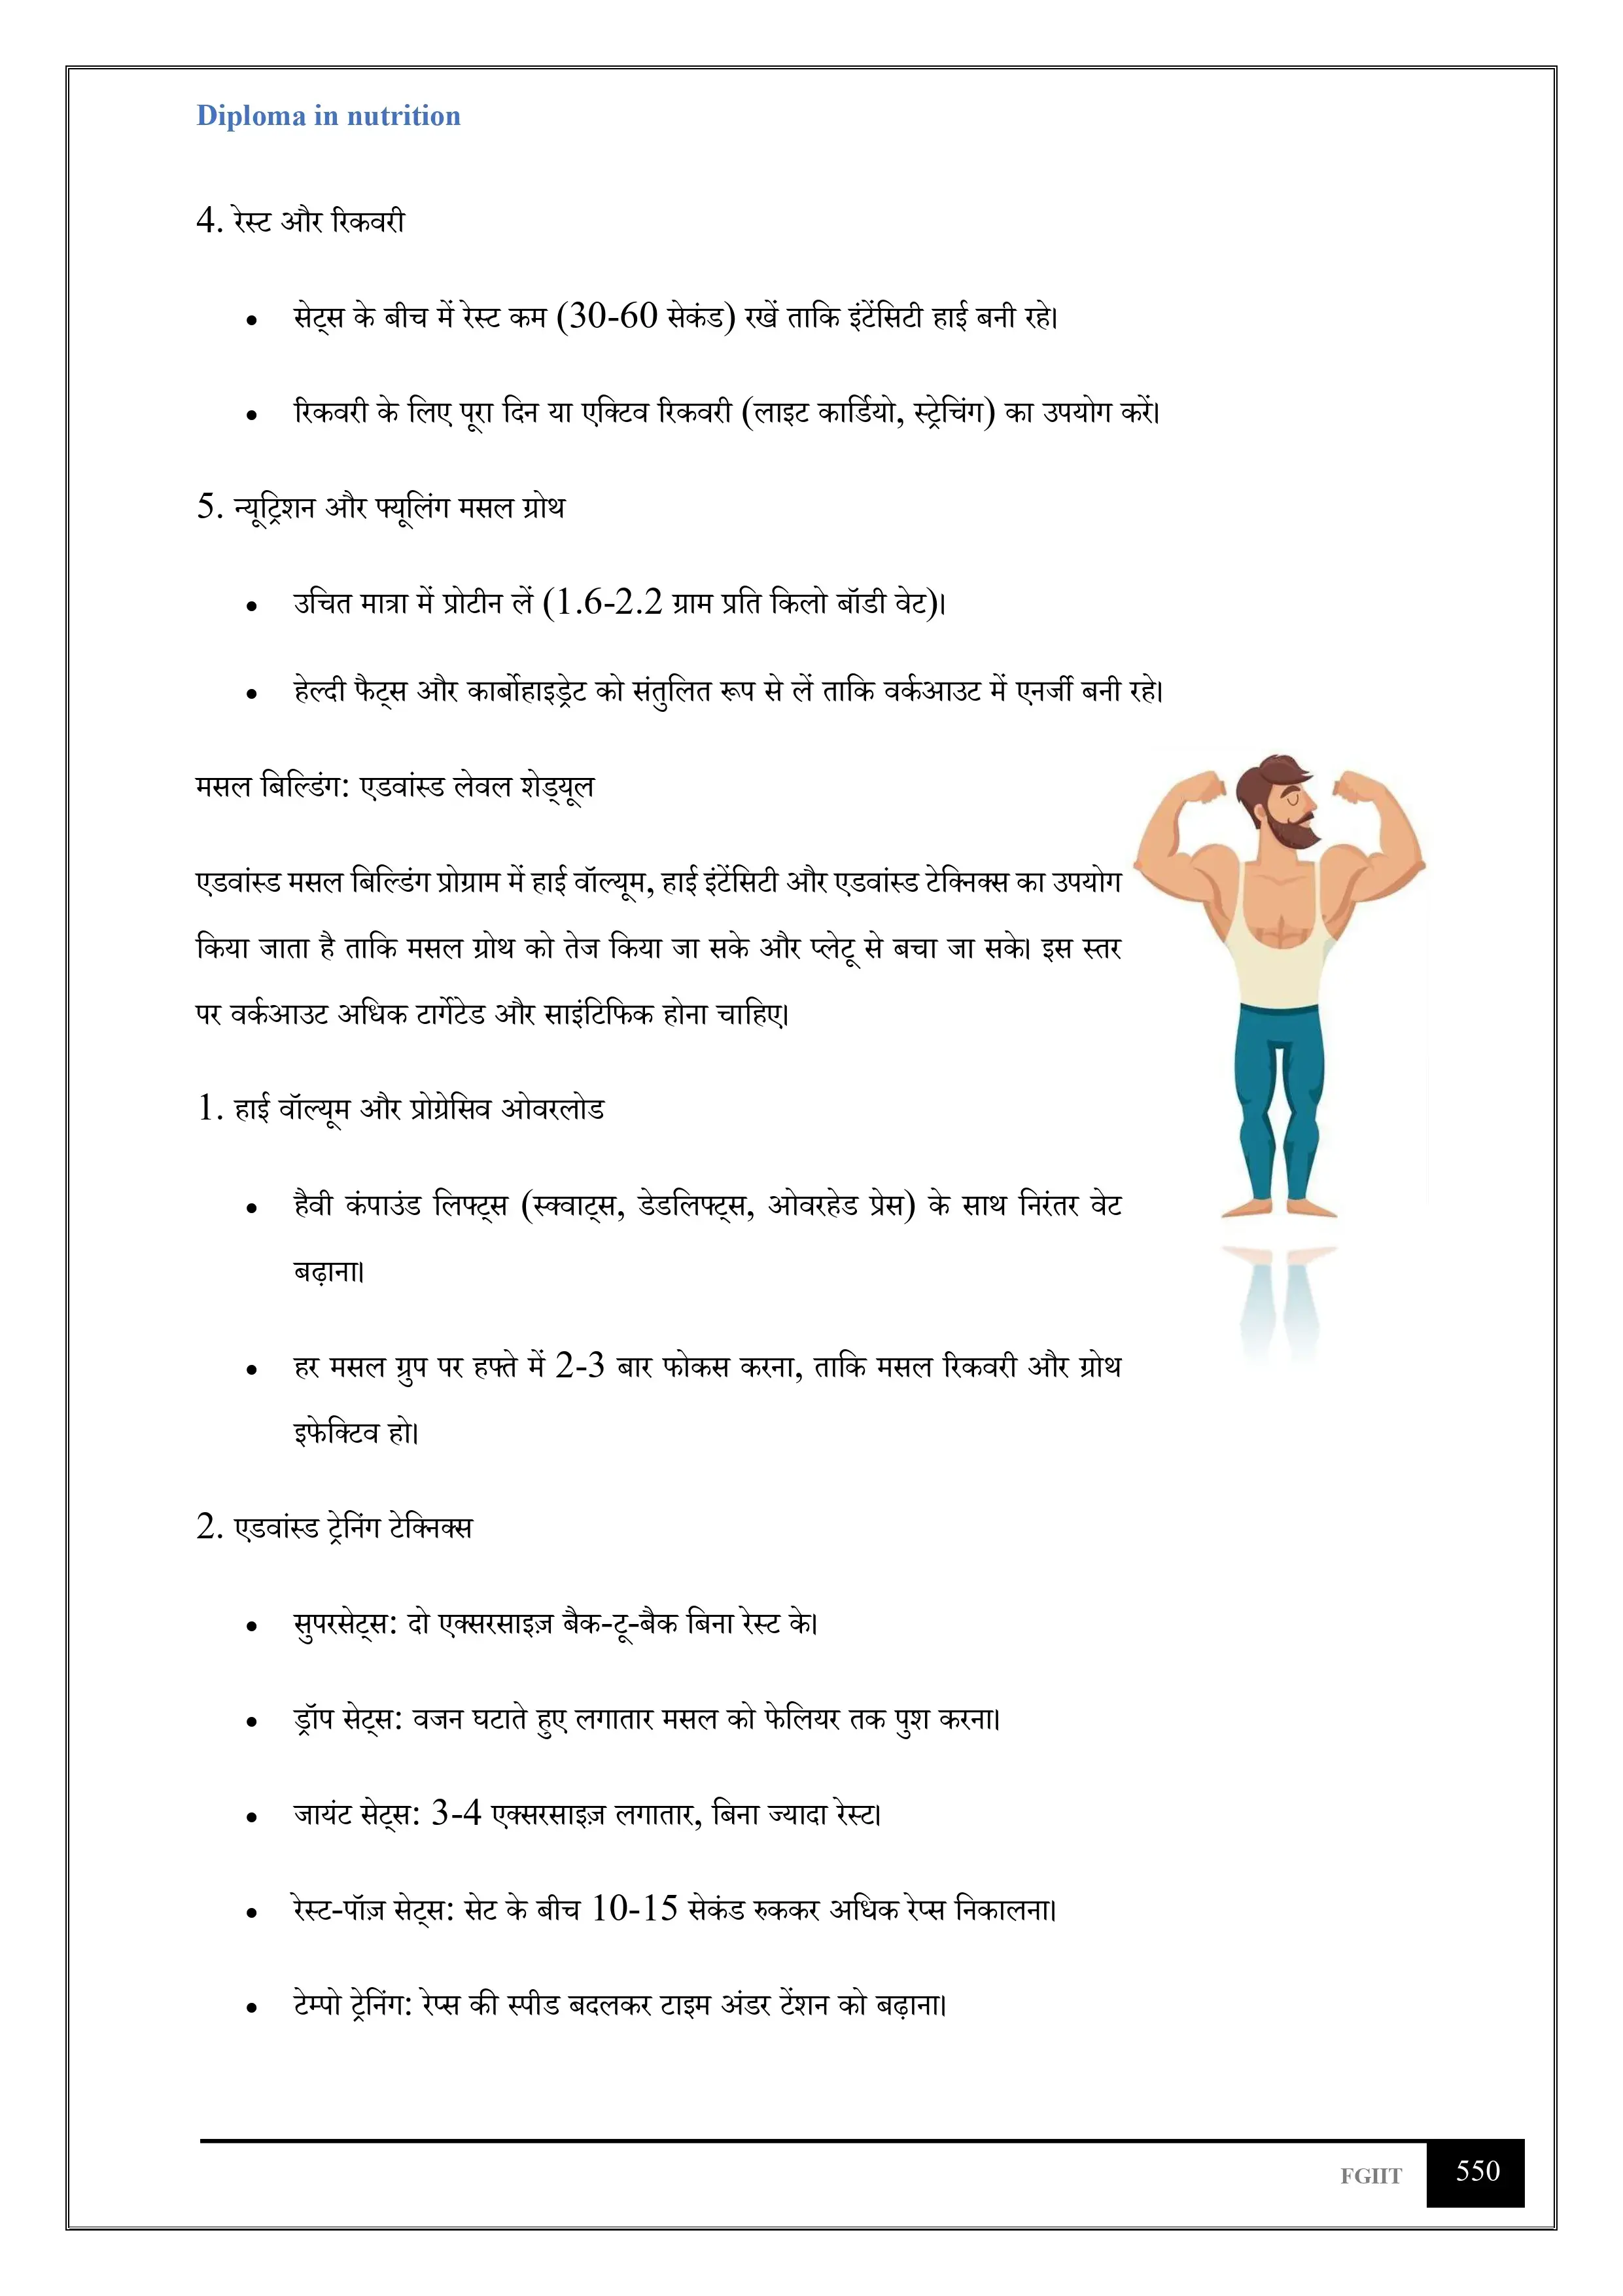 Diploma in nutrition
4. रेस्ट और रिकवरी
• सेट्स के बीच में रेस्ट कम (30-60 सेकंड) रखें ताकि इंटेंसिटी हाई बनी रहे।
• रिकवरी के लिए पूरा दिन या एक्टिव रिकवरी (लाइट कार्डियो, स्ट्रेचिंग) का उपयोग करें।
5. न्यूट्रिशन और फ्यूलिंग मसल ग्रोथ
• उचित मात्रा में प्रोटीन लें (1.6-2.2 ग्राम प्रति किलो बॉडी वेट)।
• हेल्दी फैट्स और कार्बोहाइड्रेट को संतुलित रूप से लें ताकि वर्कआउट में एनर्जी बनी रहे।
मसल बिल्डिंग: एडवांस्ड लेवल शेड्यूल
एडवांस्ड मसल बिल्डिंग प्रोग्राम में हाई वॉल्यूम, हाई इंटेंसिटी और एडवांस्ड टेक्निक्स का उपयोग
किया जाता है ताकि मसल ग्रोथ को तेज किया जा सके और प्लेटू से बचा जा सके। इस स्तर
पर वर्कआउट अधिक टार्गेटेड और साइंटिफिक होना चाहिए।
1. हाई वॉल्यूम और प्रोग्रेसिव ओवरलोड
• हैवी कंपाउंड लिफ्ट्स (स्क्वाट्स, डेडलिफ्ट्स, ओवरहेड प्रेस) के साथ निरंतर वेट
बढ़ाना।
• हर मसल ग्रुप पर हफ्ते में 2-3 बार फोकस करना, ताकि मसल रिकवरी और ग्रोथ
इफेक्टिव हो।
2. एडवांस्ड ट्रेनिंग टेक्निक्स
• सुपरसेट्स: दो एक्सरसाइज़ बैक-टू-बैक बिना रेस्ट के।
• ड्रॉप सेट्स: वजन घटाते हुए लगातार मसल को फेलियर तक पुश करना।
• जायंट सेट्स: 3-4 एक्सरसाइज़ लगातार, बिना ज्यादा रेस्ट।
• रेस्ट-पॉज़ सेट्स: सेट के बीच 10-15 सेकंड रुककर अधिक रेप्स निकालना।
• टेम्पो ट्रेनिंग: रेप्स की स्पीड बदलकर टाइम अंडर टेंशन को बढ़ाना।
FGIIT 550